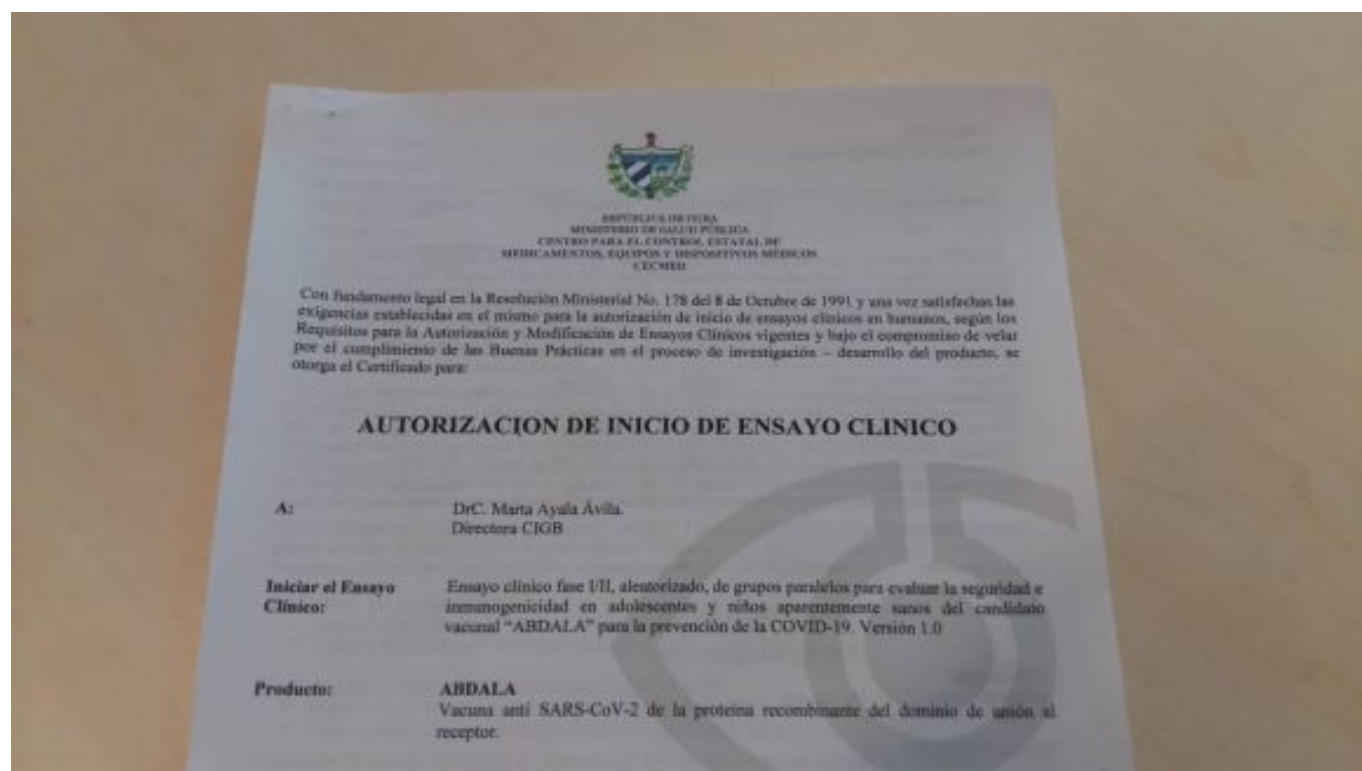 REPÚBLICA DE CUBA
MINISTERIO DE SALUD PÚBLICA
CENTRO PARA EL CONTROL ESTATAL DE
MEDICAMENTOS, EQUIPOS Y DISPOSITIVOS MÉDICOS
CECMED
Con fundamento legal en la Resolución Ministerial No. 178 del 8 de Octubre de 1991 y una vez satisfechas las
exigencias establecidas en el mismo para la autorización de inicio de ensayos clínicos en humanos, según los
Requisitos para la Autorización y Modificación de Ensayos Clínicos vigentes y bajo el compromiso de velar
por el cumplimiento de las Buenas Prácticas en el proceso de investigación – desarrollo del producto, se
otorga el Certificado para:
AUTORIZACION DE INICIO DE ENSAYO CLINICO
A: DrC. Marta Ayala Ávila.
Directora CIGB
Iniciar el Ensayo Ensayo clínico fase I/II, aleatorizado, de grupos paralelos para evaluar la seguridad e
Clínico: inmunogenicidad en adolescentes y niños aparentemente sanos del candidato
vacunal “ABDALA” para la prevención de la COVID-19. Versión 1.0
Producto: ABDALA
Vacuna anti SARS-CoV-2 de la proteína recombinante del dominio de unión al
receptor.